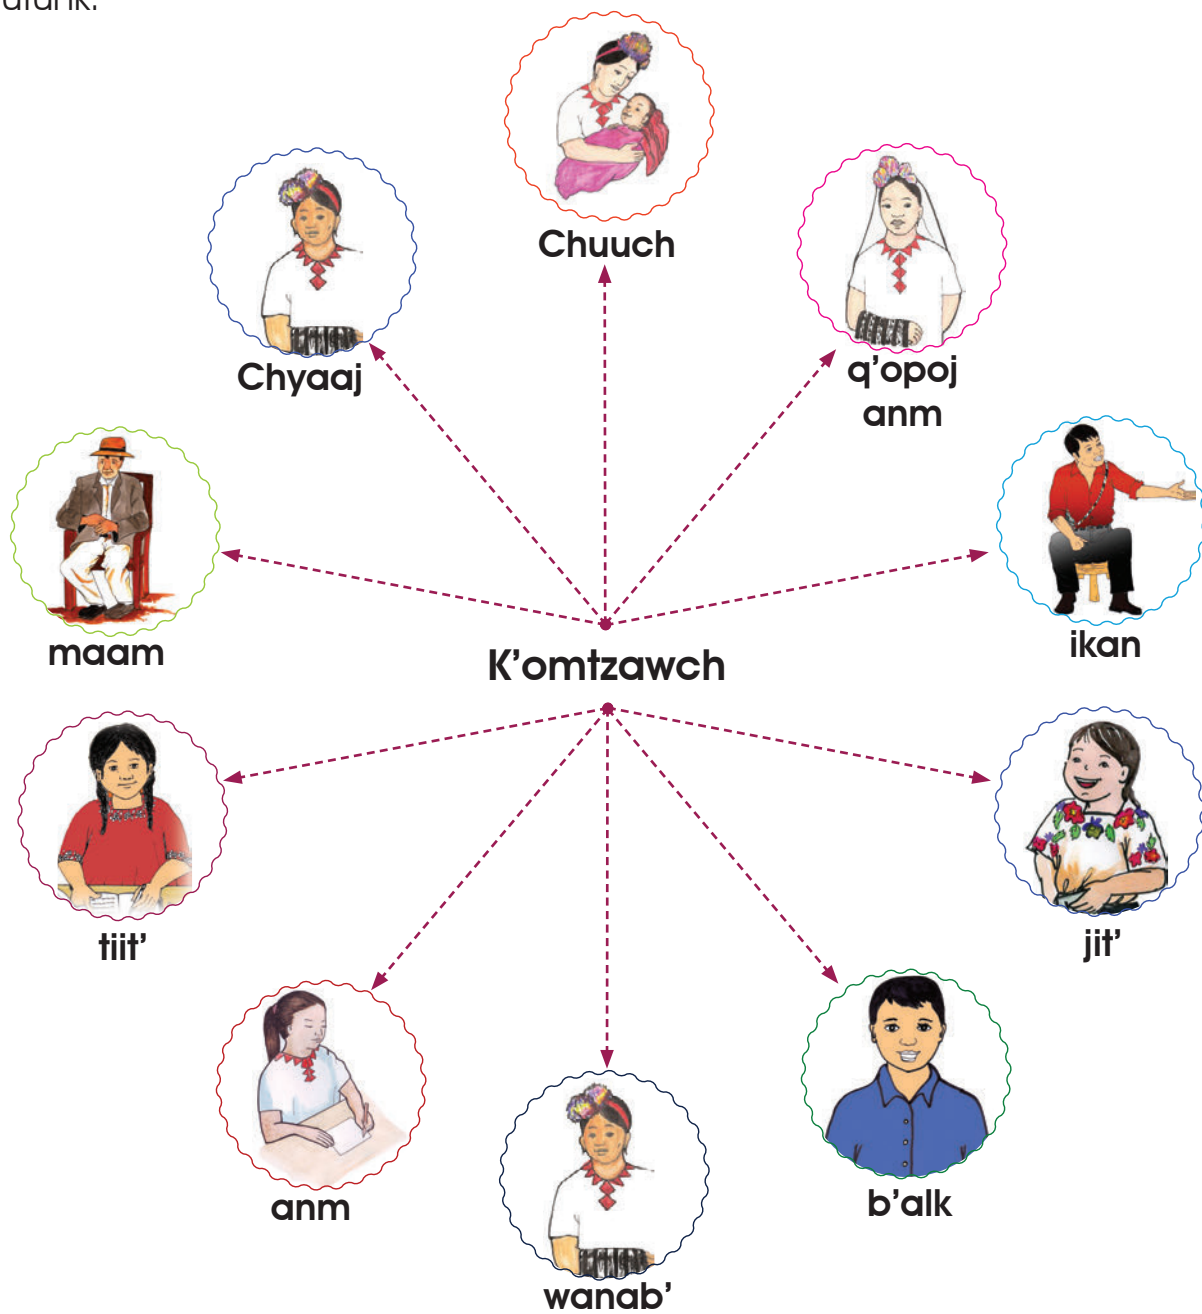 Chuuch
Chyaaj
q'opoj
anm
maam
ikan
K'omtzawch
tiit'
jit'
anm
b'alk
wanab'